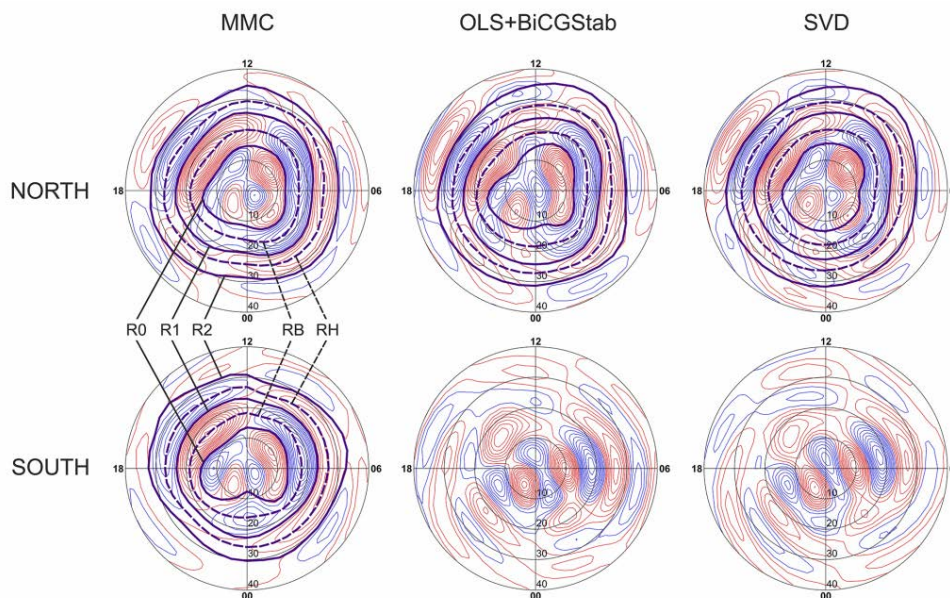 MMC OLS+BiCGStab SVD
12 12 12
NORTH 18 06 18 06 18 06
10 10 10
20 20 20
30 30 30
40 40 40
00 00 00
R0 R1 R2 RB RH
12 12 12
SOUTH 18 06 18 06 18 06
10 10 10
20 20 20
30 30 30
40 40 40
00 00 00